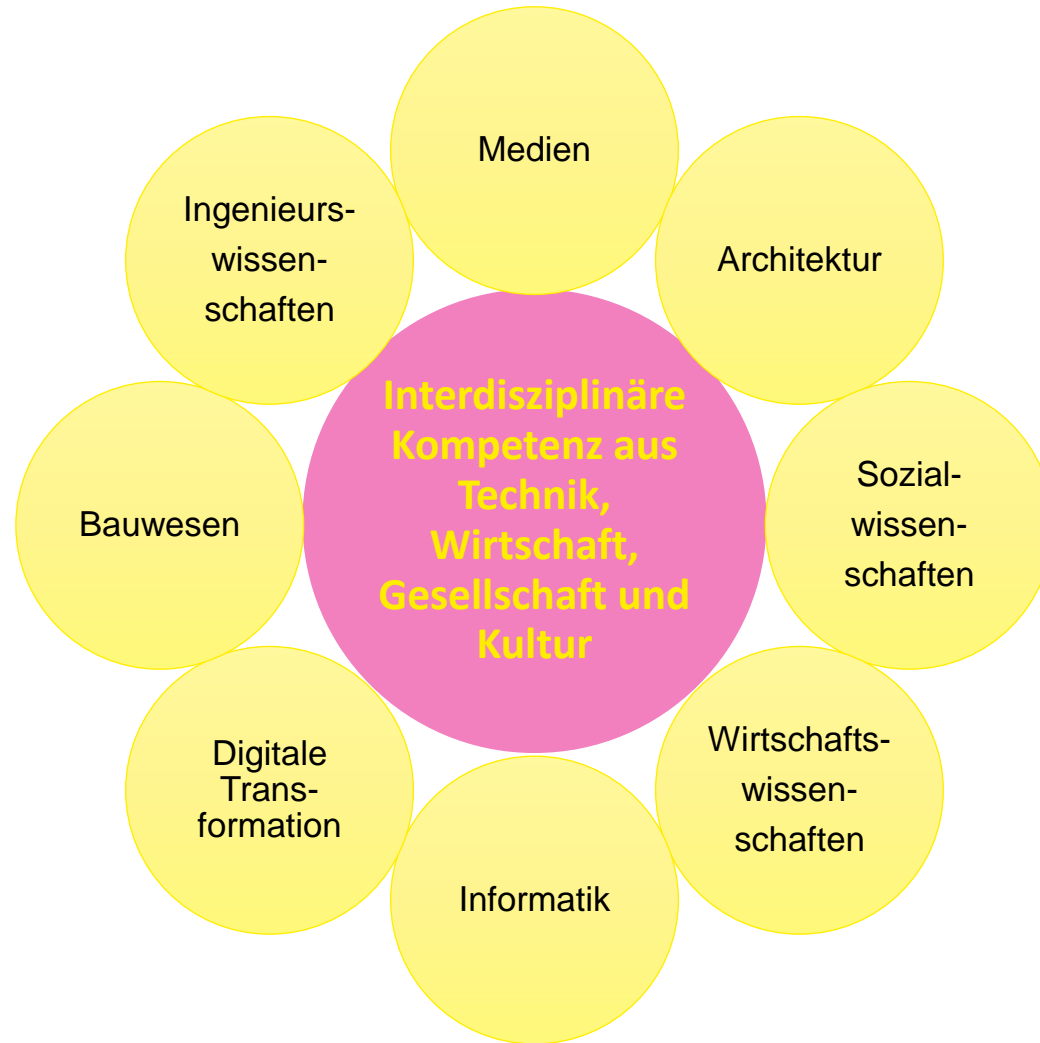 Medien
Ingenieurs-
wissen-
schaften
Architektur
Interdisziplinäre
Kompetenz aus
Technik,
Wirtschaft,
Gesellschaft und
Kultur
Bauwesen
Sozial-
wissen-
schaften
Digitale
Trans-
formation
Wirtschafts-
wissen-
schaften
Informatik